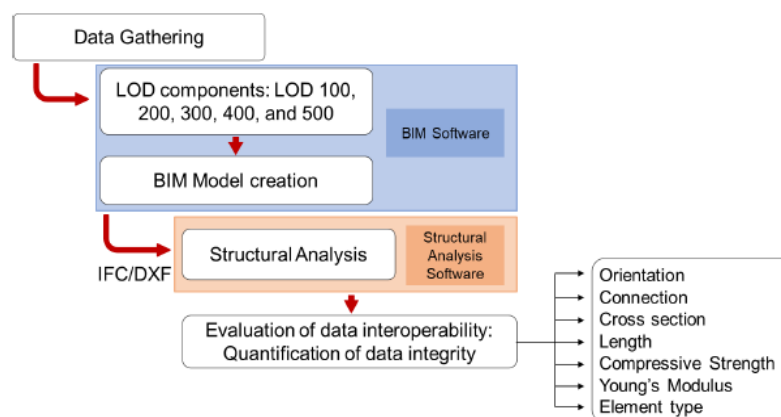 Data Gathering
LOD components: LOD 100,
200, 300, 400, and 500
BIM Software
BIM Model creation
IFC/DXF
Structural Analysis
Structural
Analysis
Software
Evaluation of data interoperability:
Quantification of data integrity
Orientation
Connection
Cross section
Length
Compressive Strength
Young's Modulus
Element type